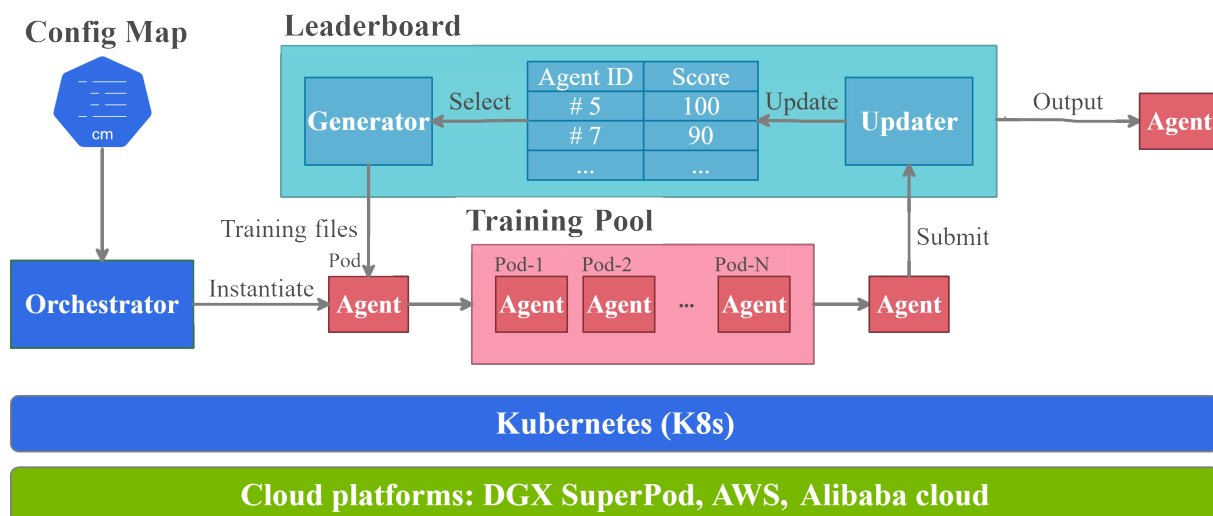 Config Map
cm
Leaderboard
Generator
Select
Agent ID
Score
# 5
100
# 7
90
...
...
Update
Updater
Output
Agent
Training files
Submit
Orchestrator
Instantiate
Pod
Agent
Training Pool
Pod-1
Pod-2
Pod-N
Agent
Agent
...
Agent
Agent
Kubernetes (K8s)
Cloud platforms: DGX SuperPod, AWS, Alibaba cloud